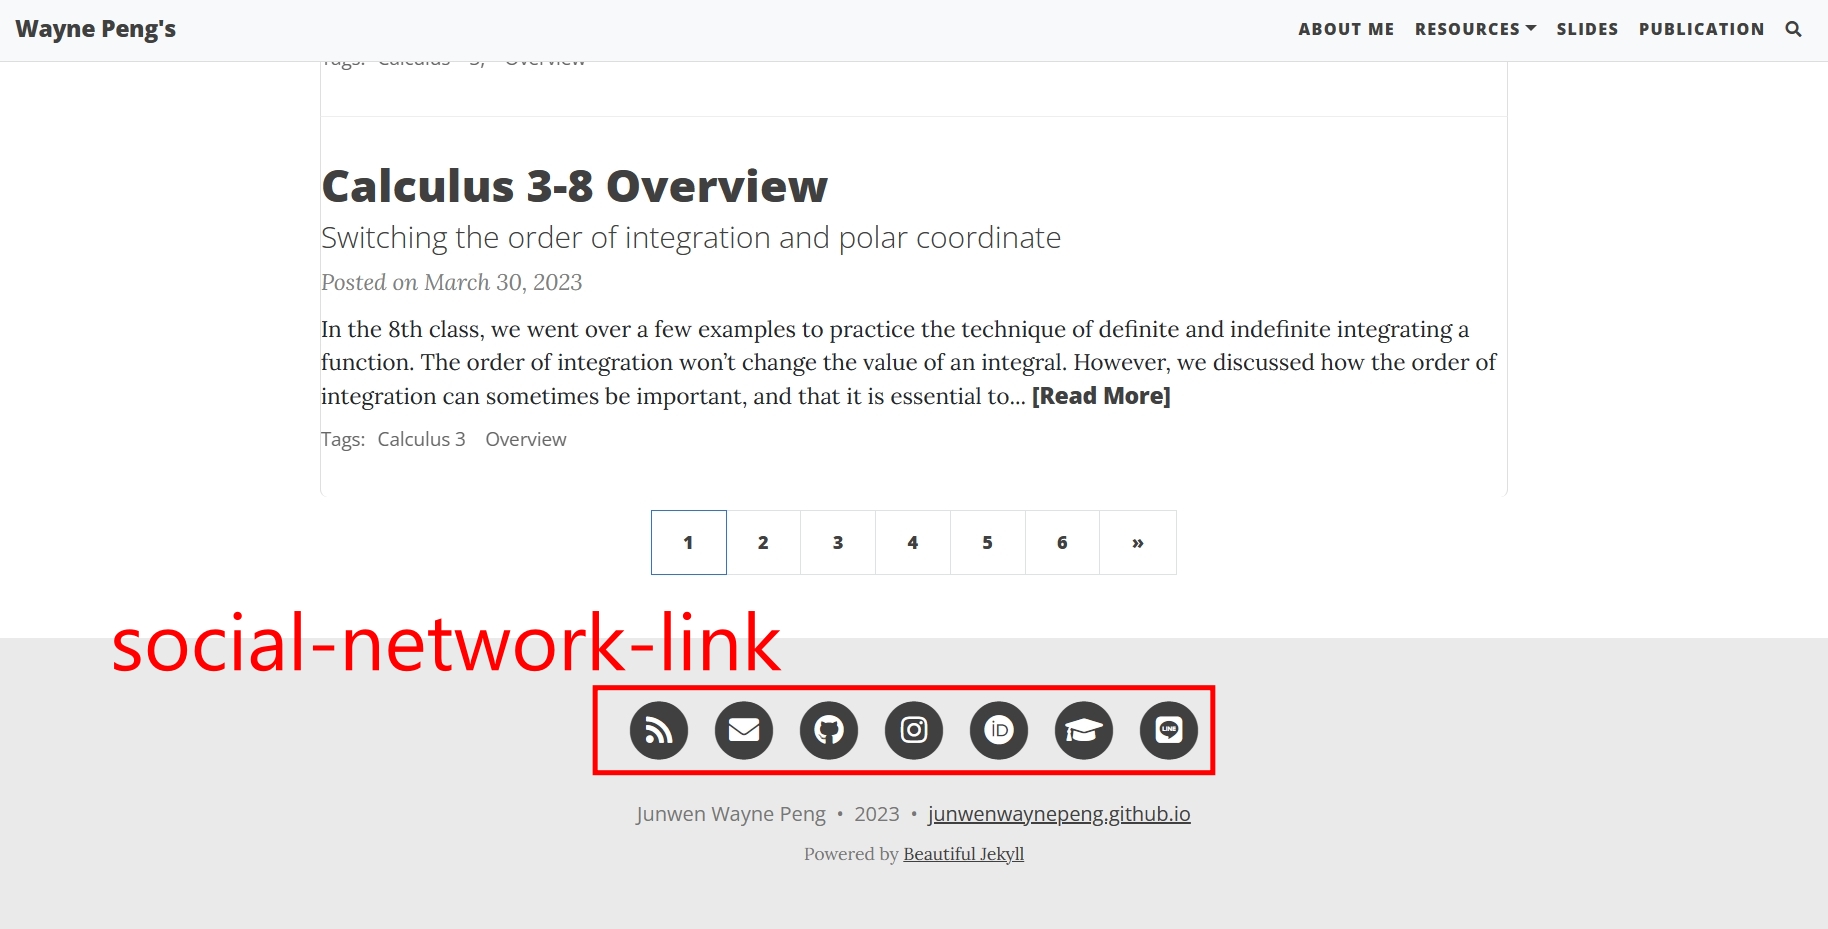 Wayne Peng's
ABOUT ME RESOURCES SLIDES PUBLICATION
Tags: Calculus 3, Overview
Calculus 3-8 Overview
Switching the order of integration and polar coordinate
Posted on March 30, 2023
In the 8th class, we went over a few examples to practice the technique of definite and indefinite integrating a
function. The order of integration won’t change the value of an integral. However, we discussed how the order of
integration can sometimes be important, and that it is essential to... [Read More]
Tags: Calculus 3 Overview
1 2 3 4 5 6 »
social-network-link
iD LINE
Junwen Wayne Peng • 2023 • junwenwaynepeng.github.io
Powered by Beautiful Jekyll